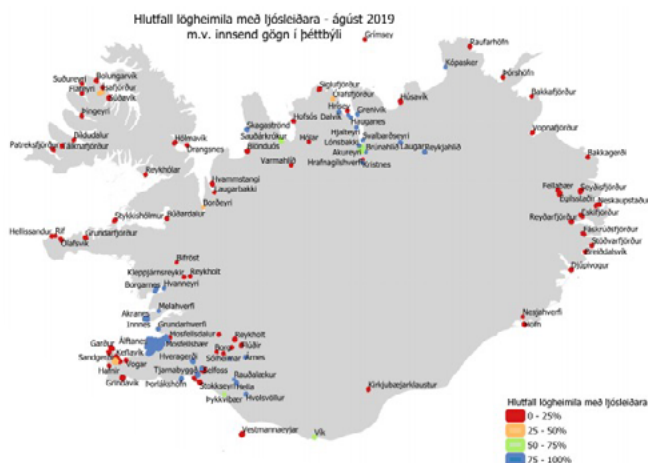 Hlutfall lögheimila með ljósleiðara - ágúst 2019
m.v. innsend gögn í þéttbýli
Grímsey
Raufarhöfn
Kópasker
Þórshöfn
Bakkafjörður
Vopnafjörður
Bakkagerði
Bolungarvík
Suðureyri
Ísafjörður
Flateyri
Súðavík
Þingeyri
Bíldudalur
Patreksfjörður
Tálknafjörður
Hólmavík
Drangsnes
Reykhólar
Siglufjörður
Ólafsfjörður
Hrísey
Grenivík
Húsavík
Hofsós
Dalvík
Hauganes
Skagaströnd
Sauðárkrókur
Hjalteyri
Svalbarðseyri
Lónsbakki
Brúnahlíð
Laugar
Reykjahlíð
Blönduós
Hólar
Akureyri
Varmahlíð
Hrafnagilshverfi
Kristnes
Hvammstangi
Laugarbakki
Borðeyri
Stykkishólmur
Búðardalur
Hellissandur
Rif
Ólafsvík
Grundarfjörður
Fellabær
Seyðisfjörður
Egilsstaðir
Neskaupstaður
Reyðarfjörður
Eskifjörður
Fáskrúðsfjörður
Stöðvarfjörður
Breiðdalsvík
Djúpivogur
Bifröst
Kleppjárnsreykir
Reykholt
Borgarnes
Hvanneyri
Melahverfi
Akranes
Innnes
Grundarhverfi
Mosfellsdalur
Álftanes
Mosfellsbær
Reykholt
Garður
Keflavík
Borg
Flúðir
Sandgerði
Hveragerði
Sólheimar
Árnes
Vogar
Hafnir
Tjarnabyggð
Selfoss
Rauðalækur
Grindavík
Þorlákshöfn
Stokkseyri
Hella
Þykkvibær
Hvolsvöllur
Nesjahverfi
Höfn
Kirkjubæjarklaustur
Vestmannaeyjar
Vík
Hlutfall lögheimila með ljósleiðara
0 - 25%
25 - 50%
50 - 75%
75 - 100%